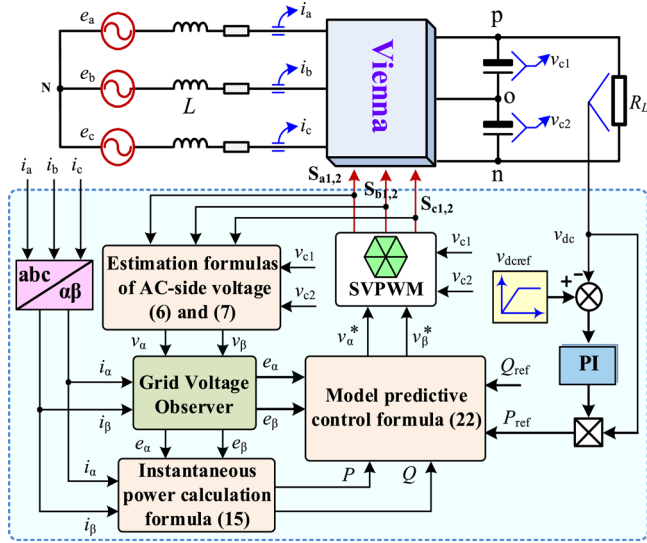 e_a
i_a
p
e_b
i_b
Vienna
v_c1
N
L
o
R_L
e_c
i_c
v_c2
n
i_a i_b i_c
S_a1,2
S_b1,2
S_c1,2
abc
αβ
Estimation formulas
of AC-side voltage
(6) and (7)
v_c1
v_c2
SVPWM
v_c1
v_c2
v_dc
v_dcref
+
−
v_α
v_β
v_α*
v_β*
PI
i_α
i_β
Grid Voltage
Observer
e_α
e_β
Model predictive
control formula (22)
Q_ref
P_ref
e_α
e_β
i_α
i_β
Instantaneous
power calculation
formula (15)
P
Q